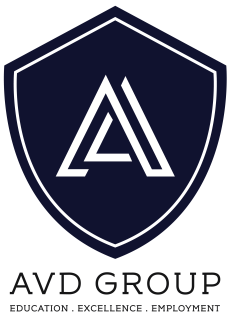 AVD GROUP
EDUCATION . EXCELLENCE . EMPLOYMENT